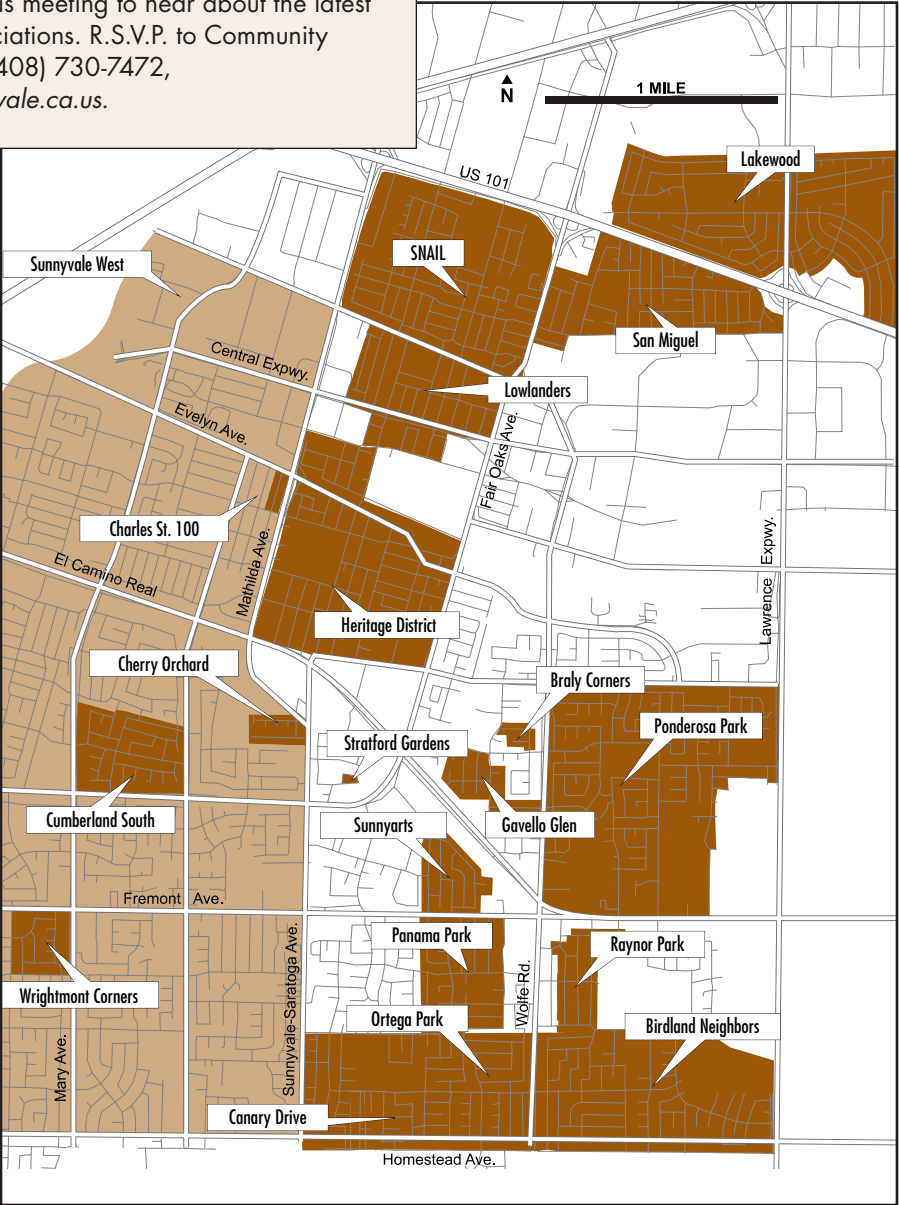 is meeting to hear about the latest
ciations. R.S.V.P. to Community
408) 730-7472,
vale.ca.us.
N
1 MILE
US 101
Lakewood
SNAIL
Sunnyvale West
San Miguel
Central Expwy.
Lowlanders
Evelyn Ave.
Fair Oaks Ave.
Charles St. 100
Lawrence Expwy.
El Camino Real
Mathilda Ave.
Heritage District
Cherry Orchard
Braly Corners
Ponderosa Park
Stratford Gardens
Cumberland South
Sunnyarts
Gavello Glen
Fremont Ave.
Panama Park
Raynor Park
Wrightmont Corners
Sunnyvale-Saratoga Ave.
Wolfe Rd.
Ortega Park
Birdland Neighbors
Mary Ave.
Canary Drive
Homestead Ave.